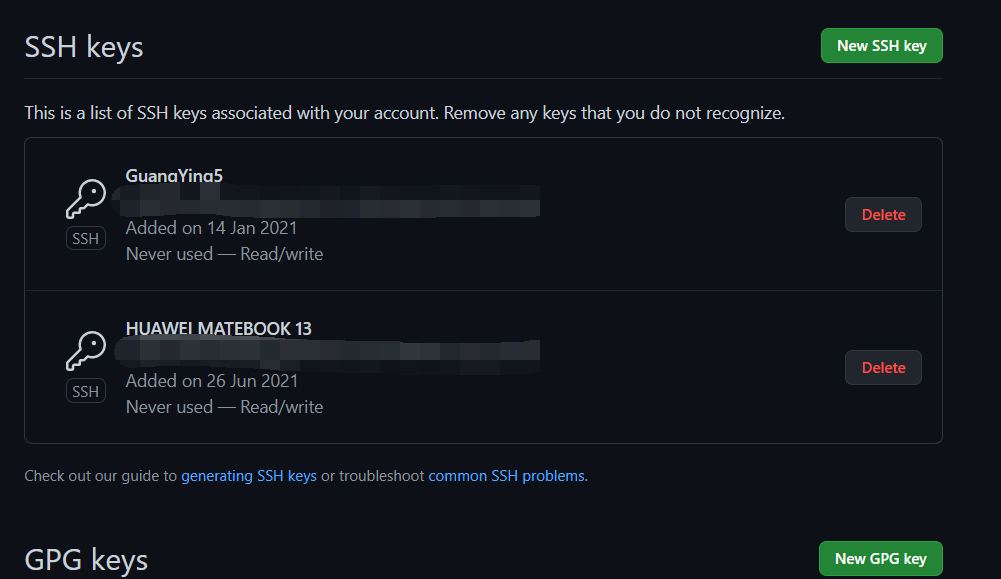 SSH keys
New SSH key
This is a list of SSH keys associated with your account. Remove any keys that you do not recognize.
GuangYing5
SSH
Added on 14 Jan 2021
Never used — Read/write
Delete
HUAWEI MATEBOOK 13
SSH
Added on 26 Jun 2021
Never used — Read/write
Delete
Check out our guide to generating SSH keys or troubleshoot common SSH problems.
GPG keys
New GPG key